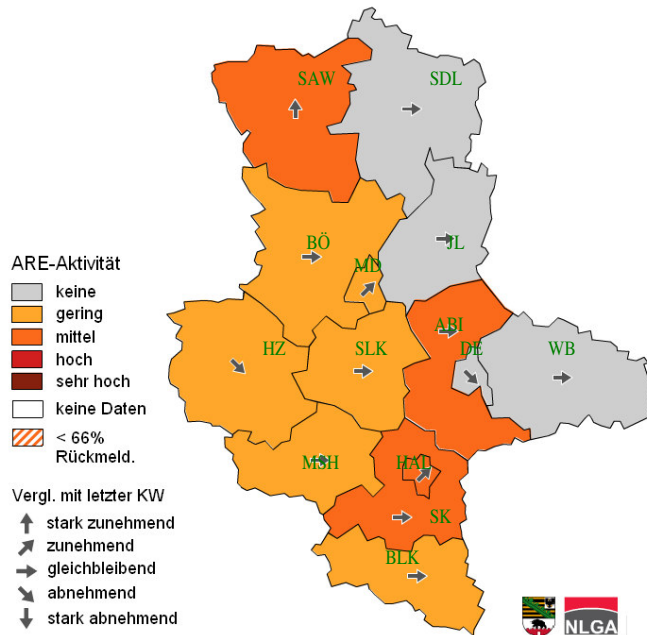 SAW
SDL
BÖ
JL
MD
ABI
HZ
SLK
DE
WB
MSH
HAL
SK
BLK
ARE-Aktivität
keine
gering
mittel
hoch
sehr hoch
keine Daten
< 66%
Rückmeld.
Vergl. mit letzter KW
stark zunehmend
zunehmend
gleichbleibend
abnehmend
stark abnehmend
NLGA